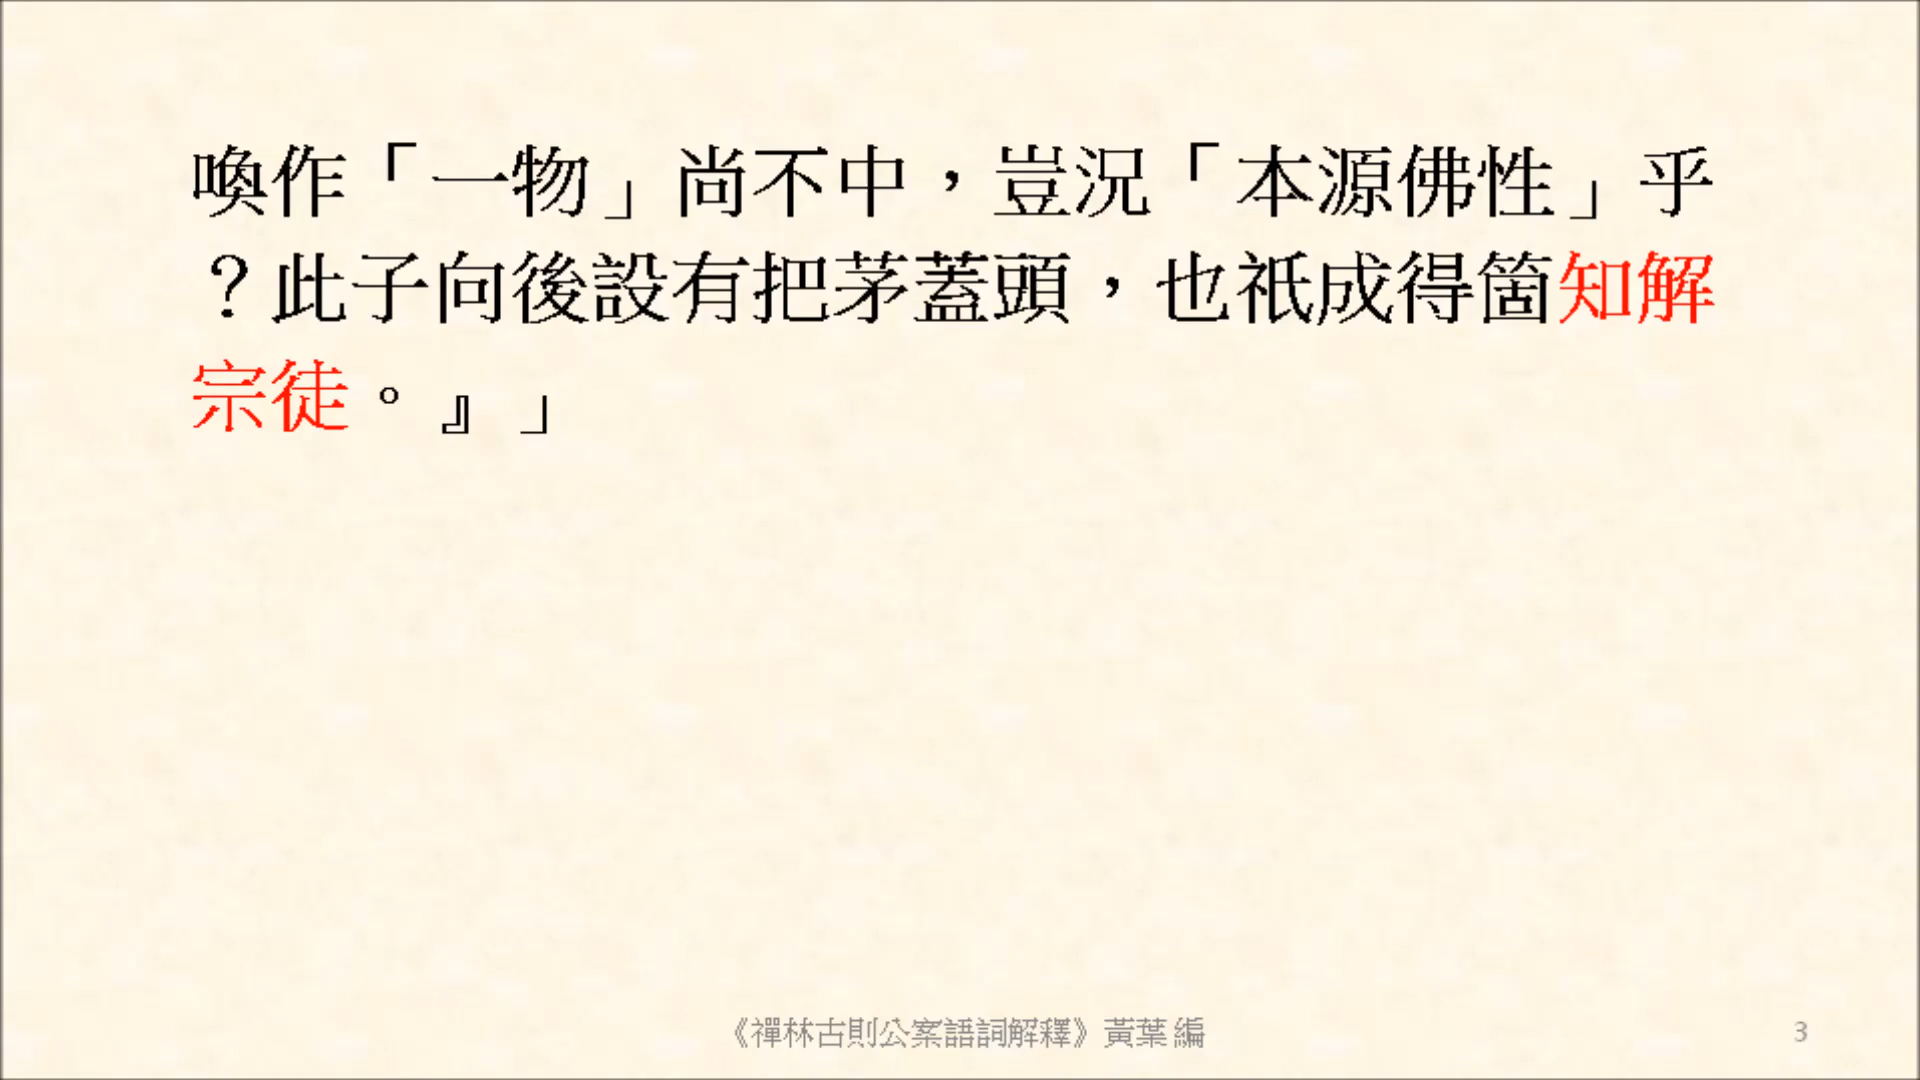 喚作「一物」尚不中，豈況「本源佛性」乎
？此子向後設有把茅蓋頭，也祇成得箇知解
宗徒。』」
《禪林古則公案語詞解釋》黃葉 編
3